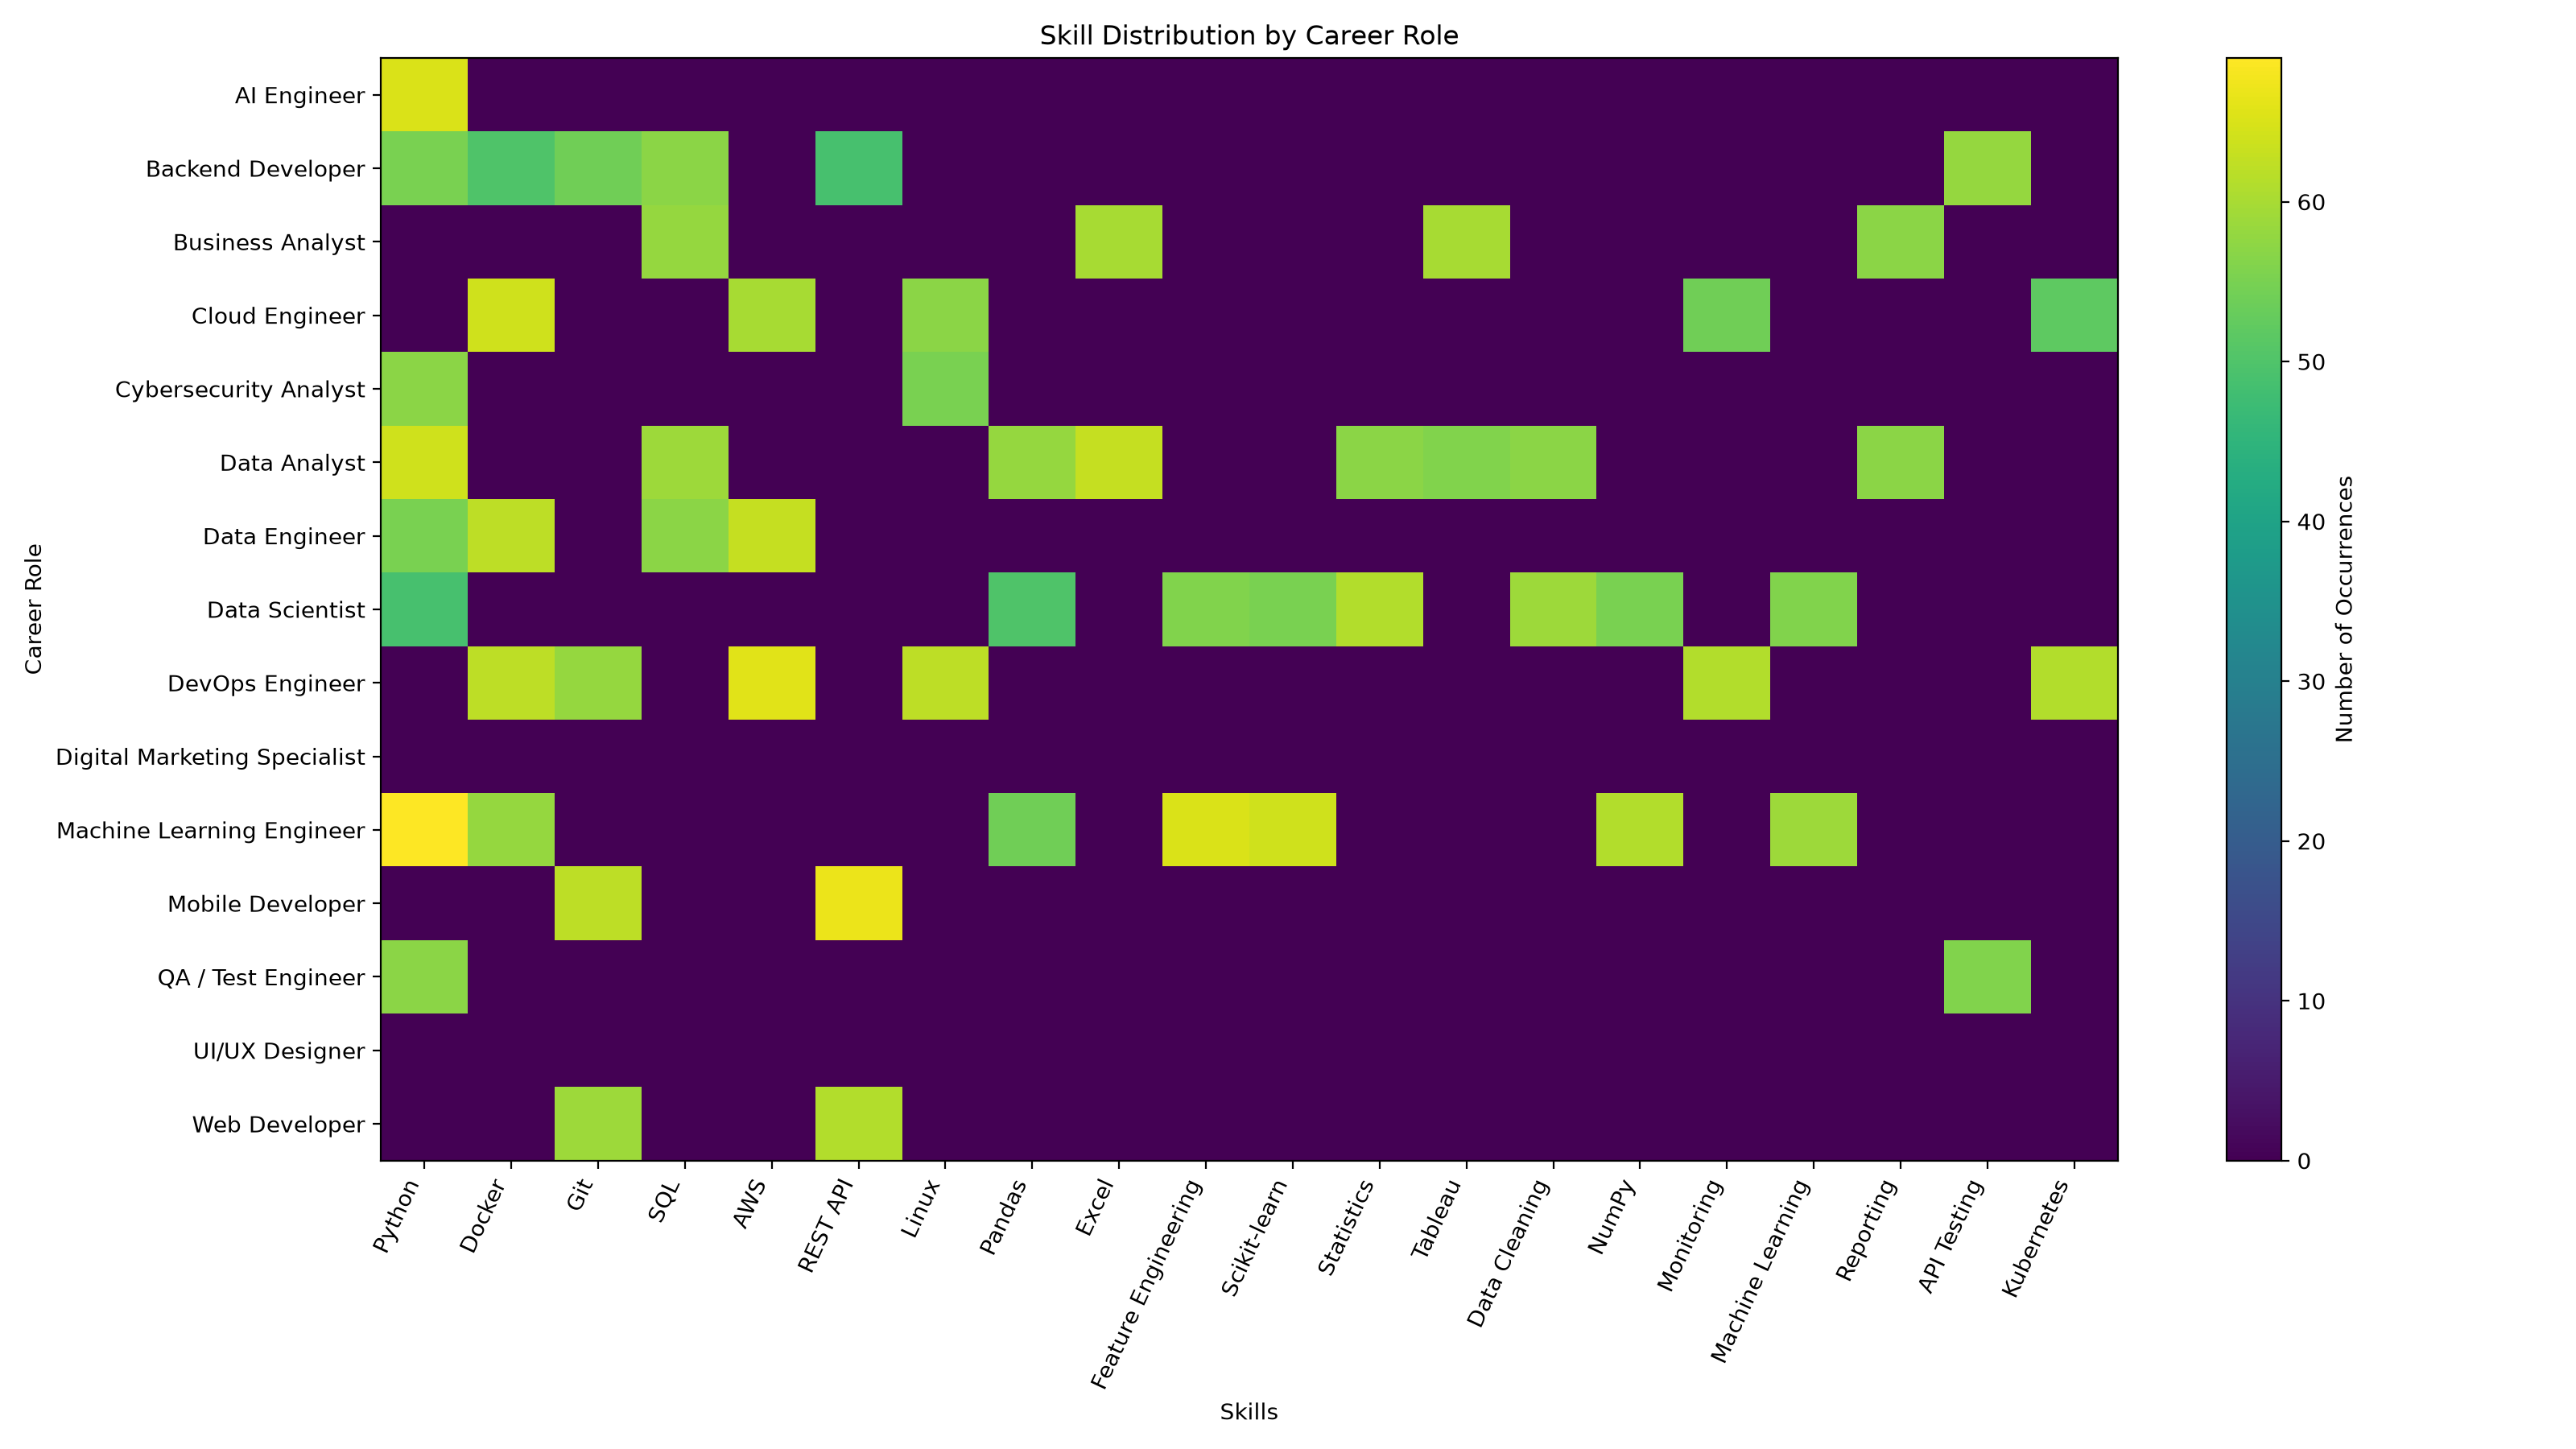 Skill Distribution by Career Role
Career Role
AI Engineer
Backend Developer
Business Analyst
Cloud Engineer
Cybersecurity Analyst
Data Analyst
Data Engineer
Data Scientist
DevOps Engineer
Digital Marketing Specialist
Machine Learning Engineer
Mobile Developer
QA / Test Engineer
UI/UX Designer
Web Developer
Python
Docker
Git
SQL
AWS
REST API
Linux
Pandas
Excel
Feature Engineering
Scikit-learn
Statistics
Tableau
Data Cleaning
NumPy
Monitoring
Machine Learning
Reporting
API Testing
Kubernetes
Skills
60
50
40
30
20
10
0
Number of Occurrences